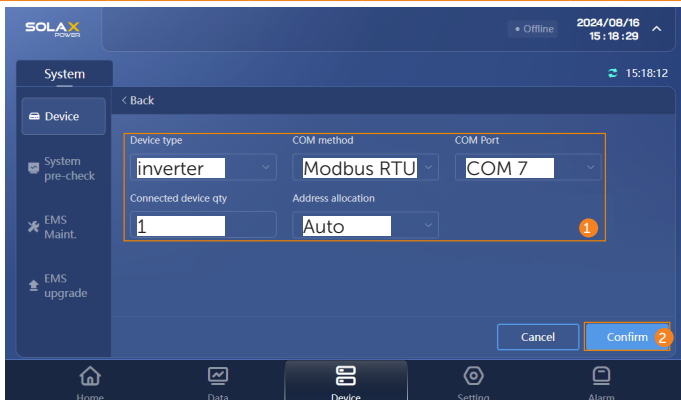 SOLAX
POWER
• Offline
2024/08/16
15:18:29
System
15:18:12
Device
< Back
System
pre-check
EMS
Maint.
EMS
upgrade
Device type
COM method
COM Port
inverter
Modbus RTU
COM 7
Connected device qty
Address allocation
1
Auto
1
Cancel
Confirm
2
Home
Data
Device
Setting
Alarm